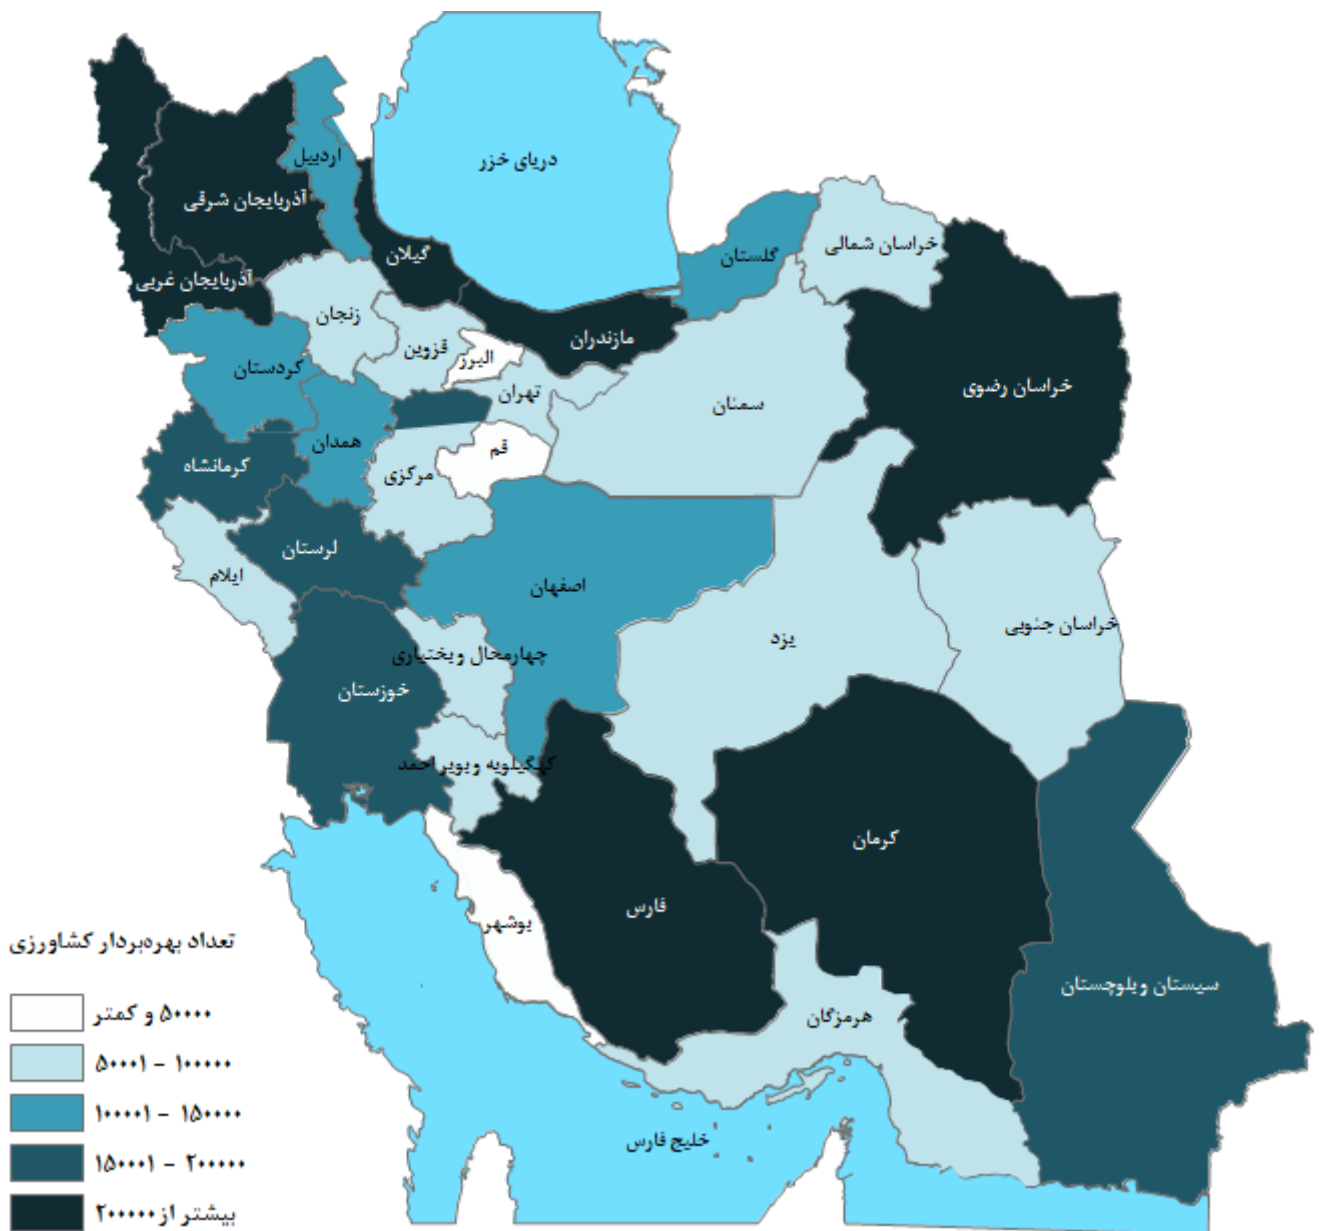 دریای خزر
اردبیل
آذربایجان شرقی
گیلان
گلستان
خراسان شمالی
آذربایجان غربی
زنجان
مازندران
قزوین
البرز
کردستان
تهران
سمنان
خراسان رضوی
همدان
قم
کرمانشاه
مرکزی
لرستان
ایلام
اصفهان
یزد
خراسان جنوبی
چهارمحال وبختیاری
خوزستان
کهگیلویه وبویراحمد
کرمان
فارس
بوشهر
سیستان وبلوچستان
هرمزگان
خلیج فارس
تعداد بهره‌بردار کشاورزی
۵۰۰۰۰ و کمتر
۵۰۰۰۱ - ۱۰۰۰۰۰
۱۰۰۰۰۱ - ۱۵۰۰۰۰
۱۵۰۰۰۱ - ۲۰۰۰۰۰
بیشتر از ۲۰۰۰۰۰